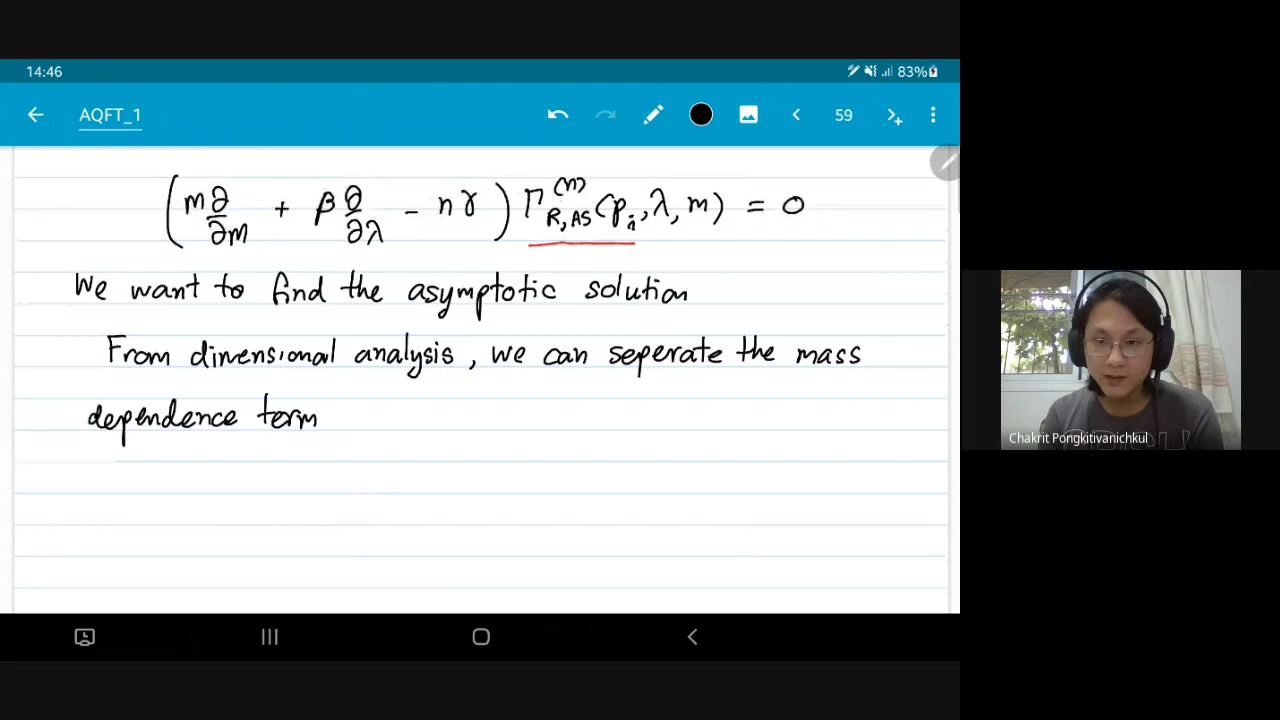 14:46
83%
AQFT_1
59
(m ∂/∂m + β ∂/∂λ - nγ) Γ^(n)_R,AS (p_i, λ, m) = 0
We want to find the asymptotic solution
From dimensional analysis, we can seperate the mass
dependence term
Chakrit Pongkitivanichkul